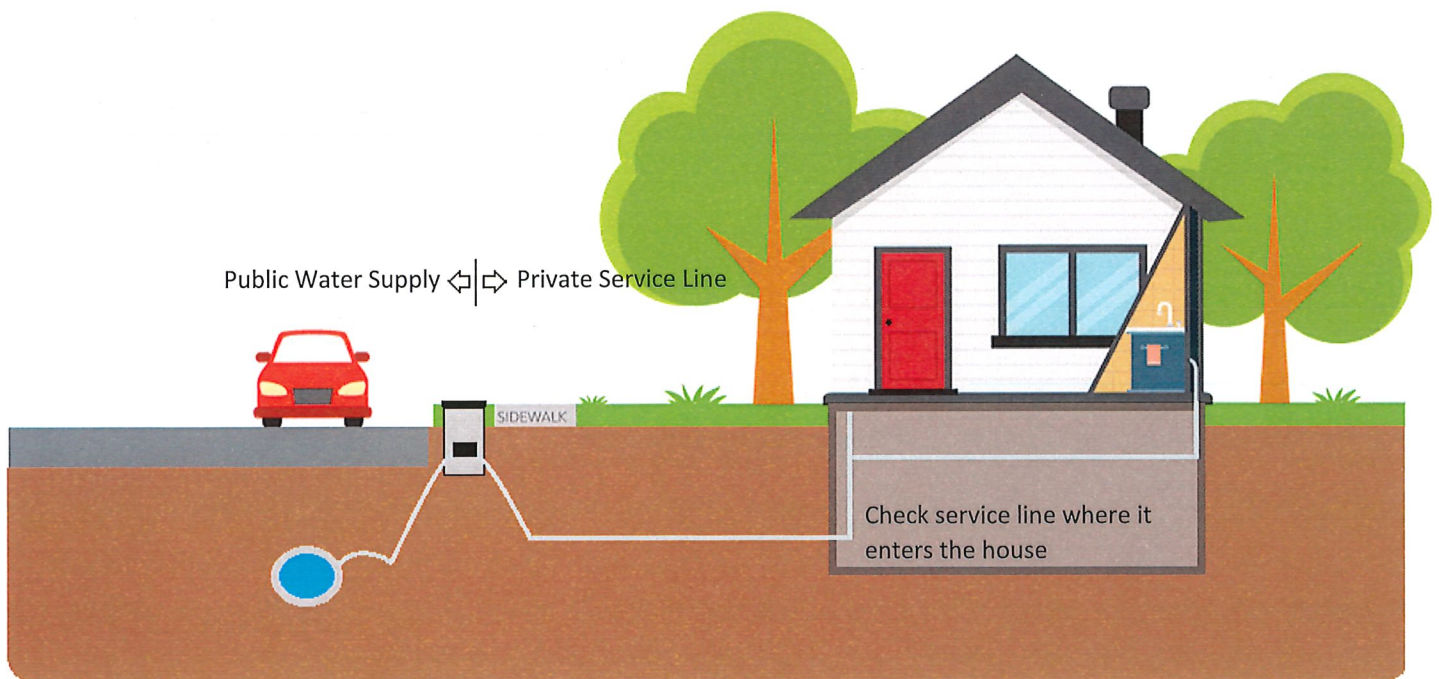 Public Water Supply ⇦|⇨ Private Service Line
SIDEWALK
Check service line where it
enters the house